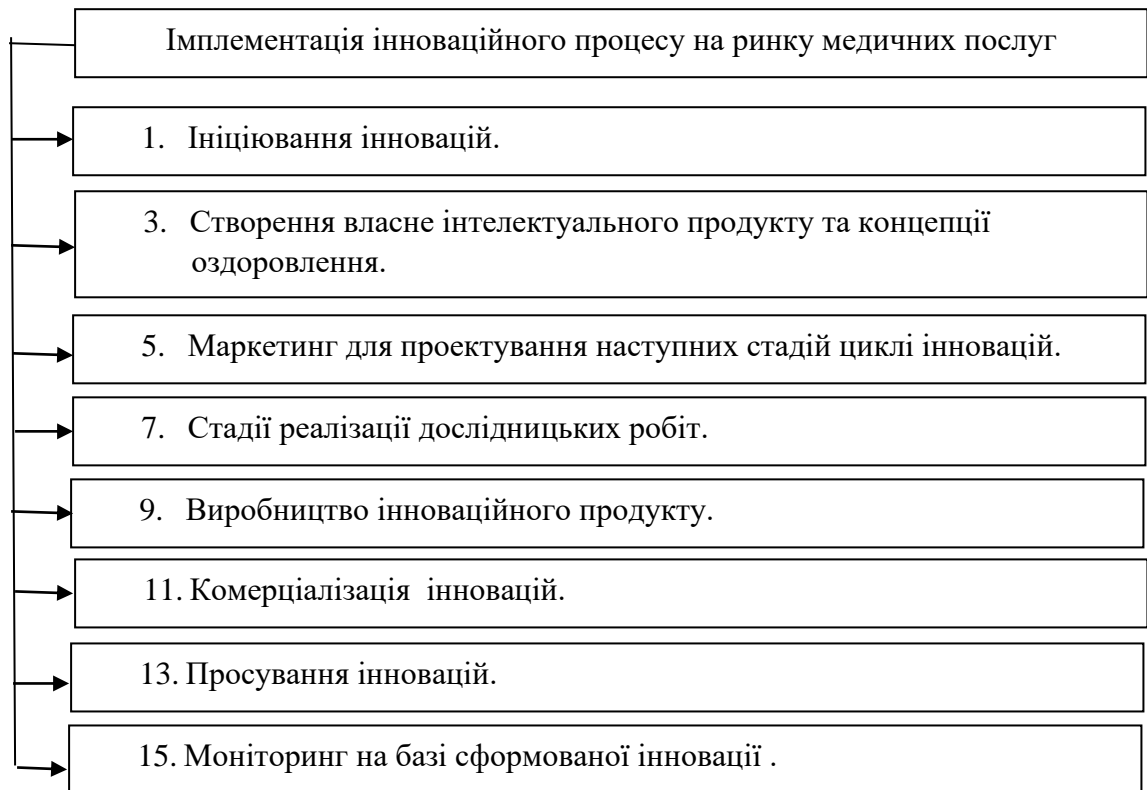 Імплементація інноваційного процесу на ринку медичних послуг
1. Ініціювання інновацій.
3. Створення власне інтелектуального продукту та концепції
оздоровлення.
5. Маркетинг для проектування наступних стадій циклі інновацій.
7. Стадії реалізації дослідницьких робіт.
9. Виробництво інноваційного продукту.
11. Комерціалізація інновацій.
13. Просування інновацій.
15. Моніторинг на базі сформованої інновації .